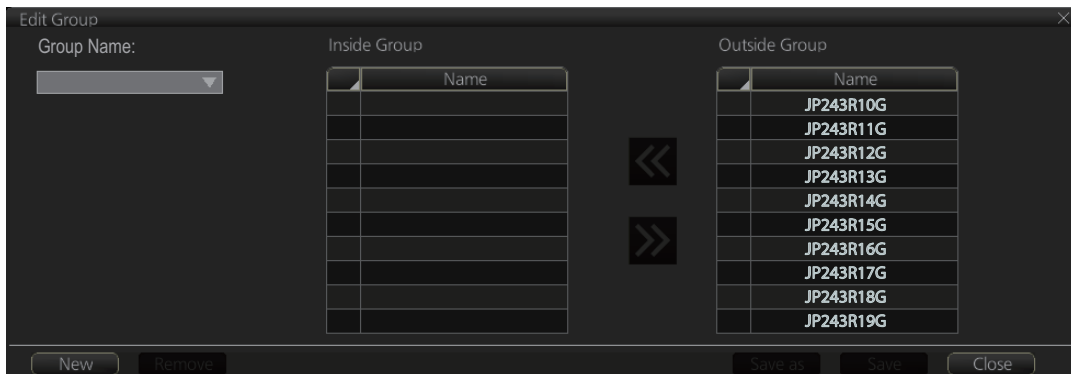 Edit Group
Group Name:
Inside Group
Name
Outside Group
Name
JP243R10G
JP243R11G
JP243R12G
JP243R13G
JP243R14G
JP243R15G
JP243R16G
JP243R17G
JP243R18G
JP243R19G
New
Remove
Save as
Save
Close